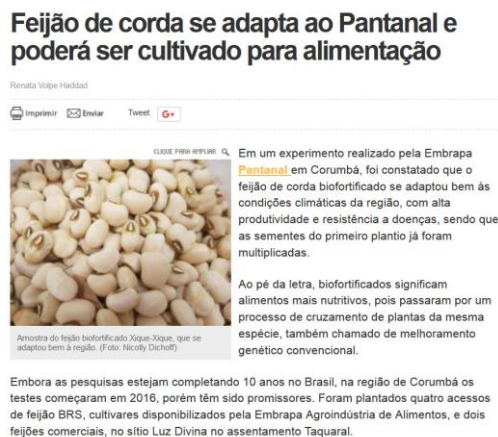 Feijão de corda se adapta ao Pantanal e
poderá ser cultivado para alimentação
Renata Volpe Haddad
Imprimir Enviar Tweet G+
CLIQUE PARA AMPLIAR
Em um experimento realizado pela Embrapa
Pantanal em Corumbá, foi constatado que o
feijão de corda biofortificado se adaptou bem às
condições climáticas da região, com alta
produtividade e resistência a doenças, sendo que
as sementes do primeiro plantio já foram
multiplicadas.
Ao pé da letra, biofortificados significam
alimentos mais nutritivos, pois passaram por um
processo de cruzamento de plantas da mesma
espécie, também chamado de melhoramento
genético convencional.
Amostra do feijão biofortificado Xique-Xique, que se
adaptou bem à região. (Foto: Nicolly Dichoff)
Embora as pesquisas estejam completando 10 anos no Brasil, na região de Corumbá os
testes começaram em 2016, porém têm sido promissores. Foram plantados quatro acessos
de feijão BRS, cultivares disponibilizados pela Embrapa Agroindústria de Alimentos, e dois
feijões comerciais, no sítio Luz Divina no assentamento Taquaral.